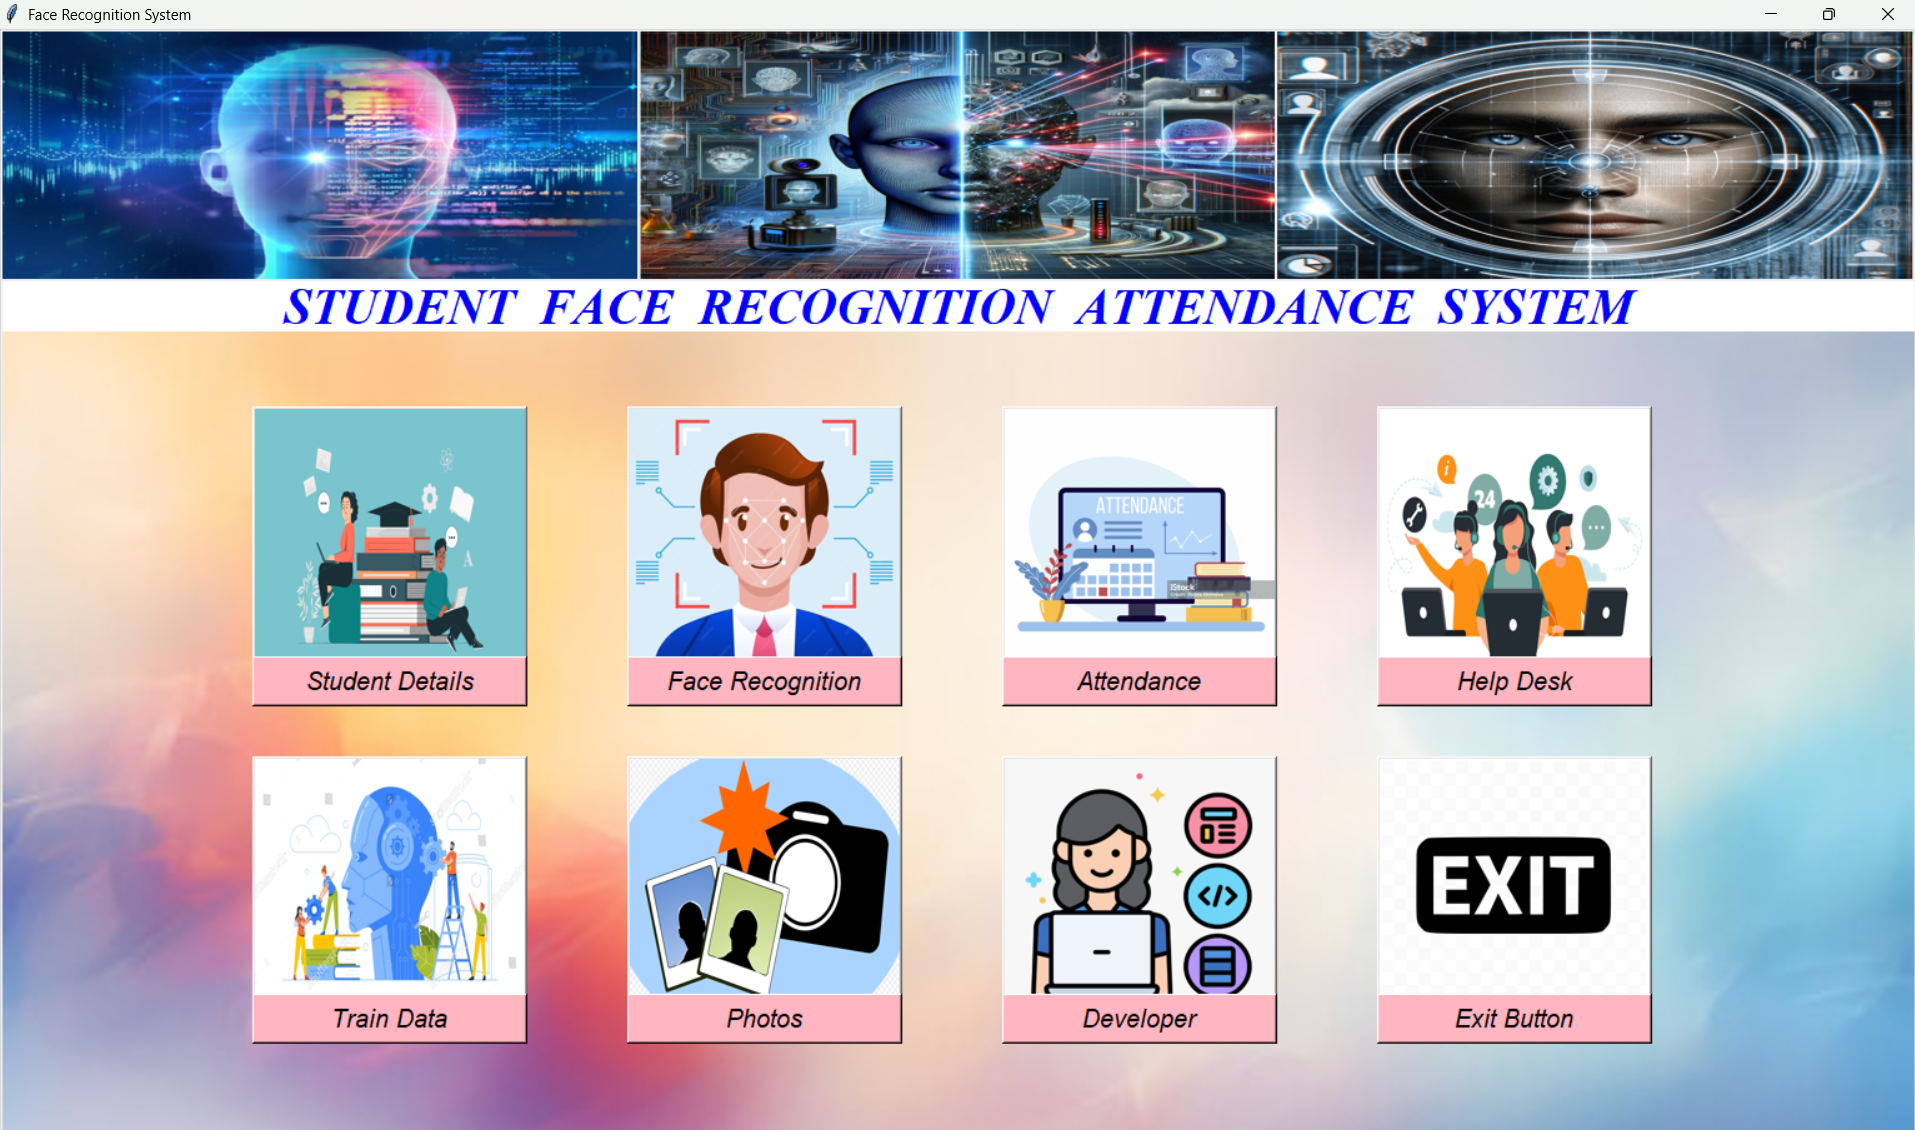 Face Recognition System
STUDENT FACE RECOGNITION ATTENDANCE SYSTEM
ATTENDANCE
iStock
24
i
A
Student Details
Face Recognition
Attendance
Help Desk
</>
EXIT
Train Data
Photos
Developer
Exit Button